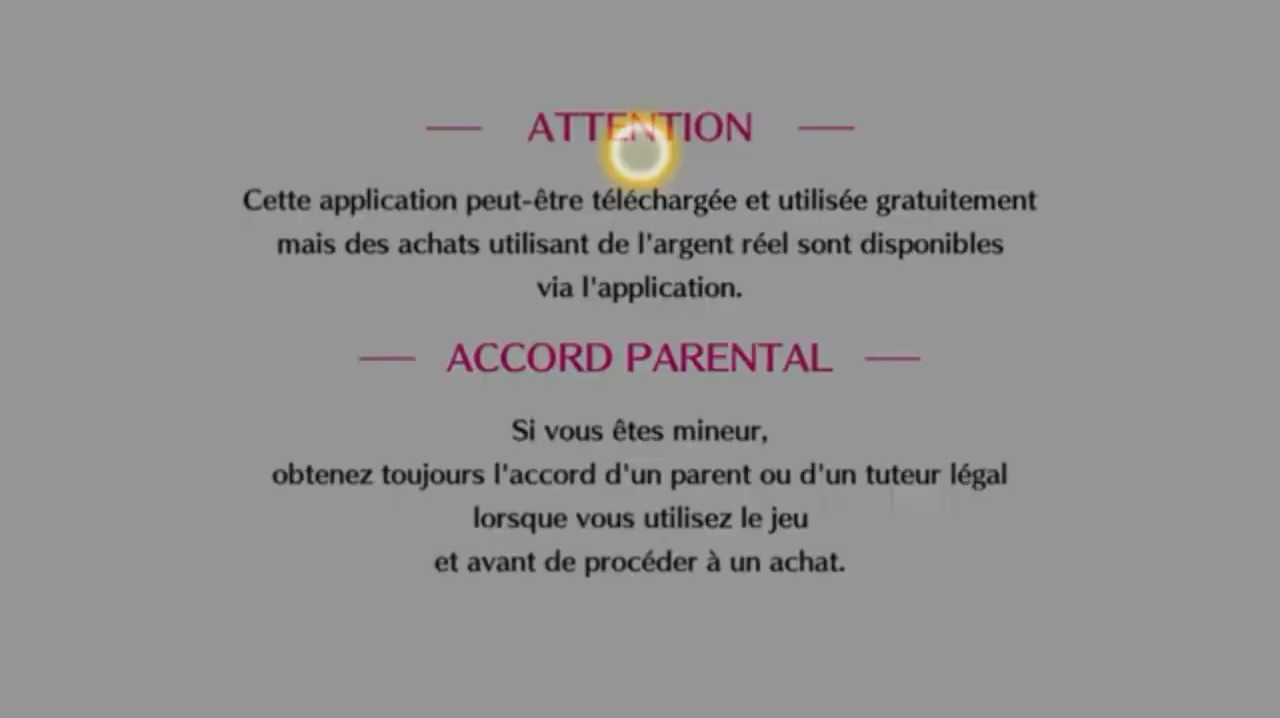 ATTENTION
Cette application peut-être téléchargée et utilisée gratuitement
mais des achats utilisant de l'argent réel sont disponibles
via l'application.
ACCORD PARENTAL
Si vous êtes mineur,
obtenez toujours l'accord d'un parent ou d'un tuteur légal
lorsque vous utilisez le jeu
et avant de procéder à un achat.